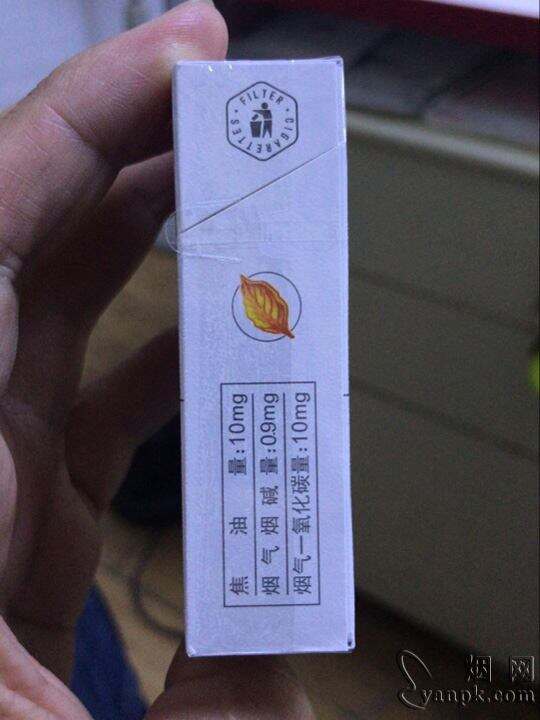 · FILTER ·
CIGARETTES
焦油量:10mg
烟气烟碱量:0.9mg
烟气一氧化碳量:10mg
烟网
yanpk.com